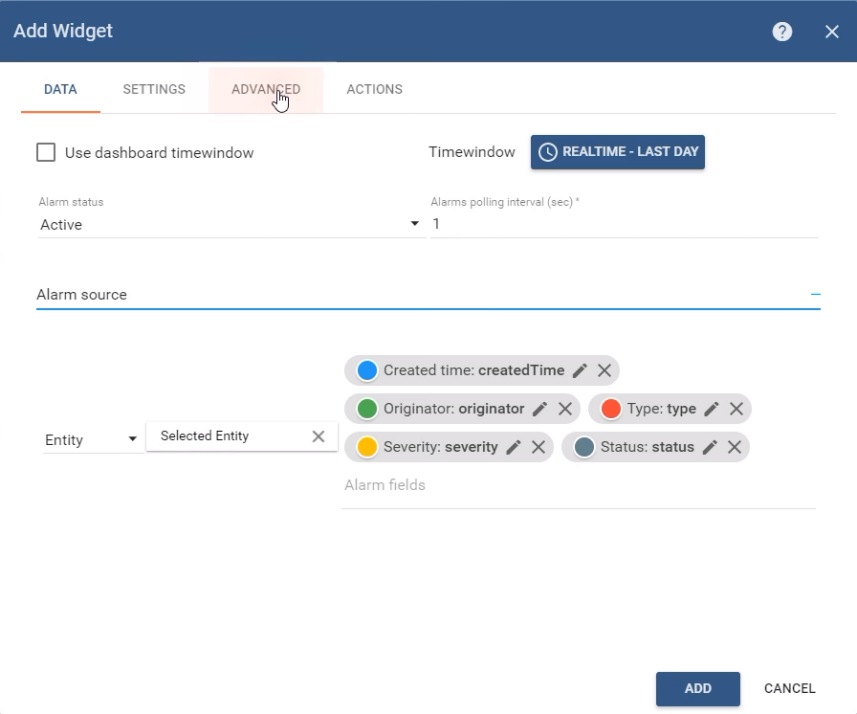 Add Widget
DATA SETTINGS ADVANCED ACTIONS
Use dashboard timewindow Timewindow REALTIME - LAST DAY
Alarm status Alarms polling interval (sec) *
Active 1
Alarm source
Created time: createdTime
Originator: originator Type: type
Entity Selected Entity Severity: severity Status: status
Alarm fields
ADD CANCEL